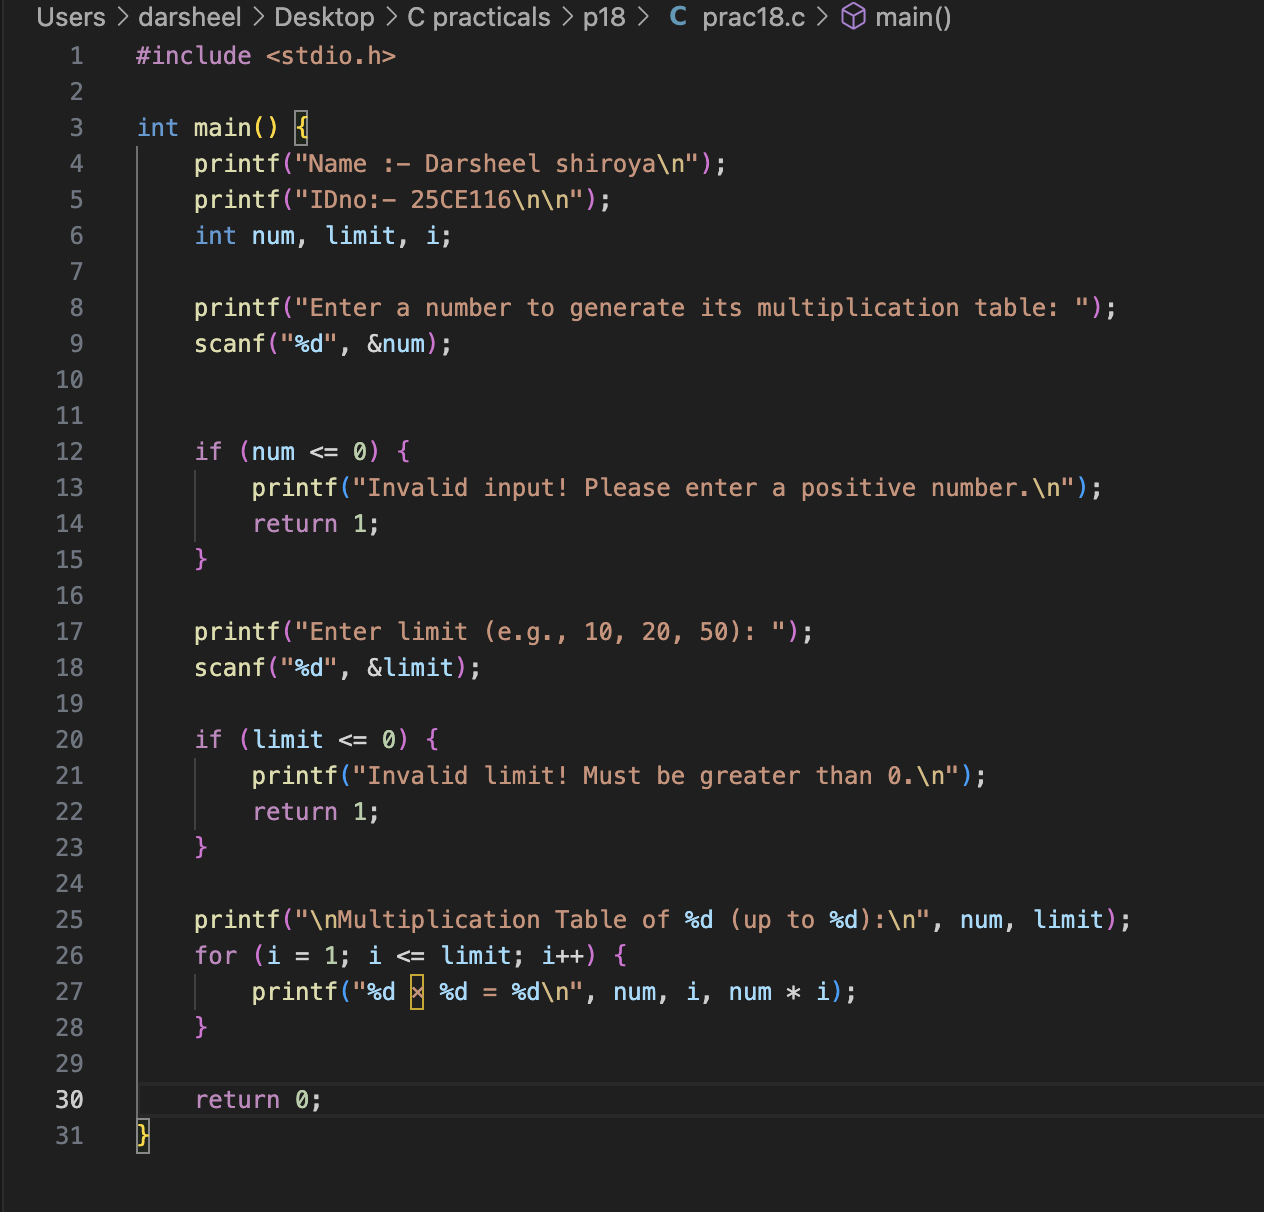 Users > darsheel > Desktop > C practicals > p18 > C prac18.c > main()
1 #include <stdio.h>
2
3 int main() {
4     printf("Name :– Darsheel shiroya\n");
5     printf("IDno:– 25CE116\n\n");
6     int num, limit, i;
7
8     printf("Enter a number to generate its multiplication table: ");
9     scanf("%d", &num);
10
11
12     if (num <= 0) {
13         printf("Invalid input! Please enter a positive number.\n");
14         return 1;
15     }
16
17     printf("Enter limit (e.g., 10, 20, 50): ");
18     scanf("%d", &limit);
19
20     if (limit <= 0) {
21         printf("Invalid limit! Must be greater than 0.\n");
22         return 1;
23     }
24
25     printf("\nMultiplication Table of %d (up to %d):\n", num, limit);
26     for (i = 1; i <= limit; i++) {
27         printf("%d × %d = %d\n", num, i, num * i);
28     }
29
30     return 0;
31 }